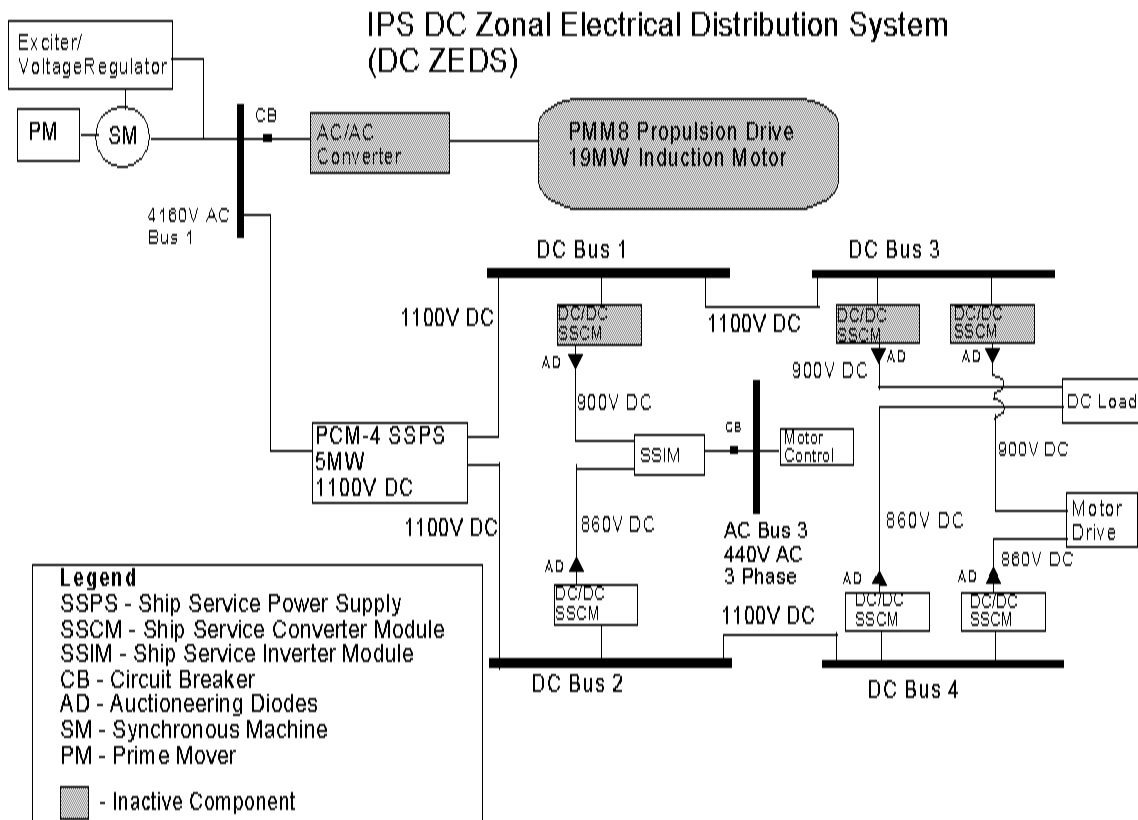 IPS DC Zonal Electrical Distribution System
(DC ZEDS)
Exciter/
VoltageRegulator
PM
SM
CB
AC/AC
Converter
PMM8 Propulsion Drive
19MW Induction Motor
4160V AC
Bus 1
DC Bus 1
DC Bus 3
1100V DC
DC/DC
SSCM
AD
1100V DC
DC/DC
SSCM
AD
DC/DC
SSCM
AD
900V DC
900V DC
DC Load
PCM-4 SSPS
5MW
1100V DC
SSIM
CB
Motor
Control
900V DC
1100V DC
860V DC
AC Bus 3
440V AC
3 Phase
860V DC
Motor
Drive
860V DC
AD
DC/DC
SSCM
AD
DC/DC
SSCM
AD
DC/DC
SSCM
1100V DC
DC Bus 2
DC Bus 4
Legend
SSPS - Ship Service Power Supply
SSCM - Ship Service Converter Module
SSIM - Ship Service Inverter Module
CB - Circuit Breaker
AD - Auctioneering Diodes
SM - Synchronous Machine
PM - Prime Mover
- Inactive Component